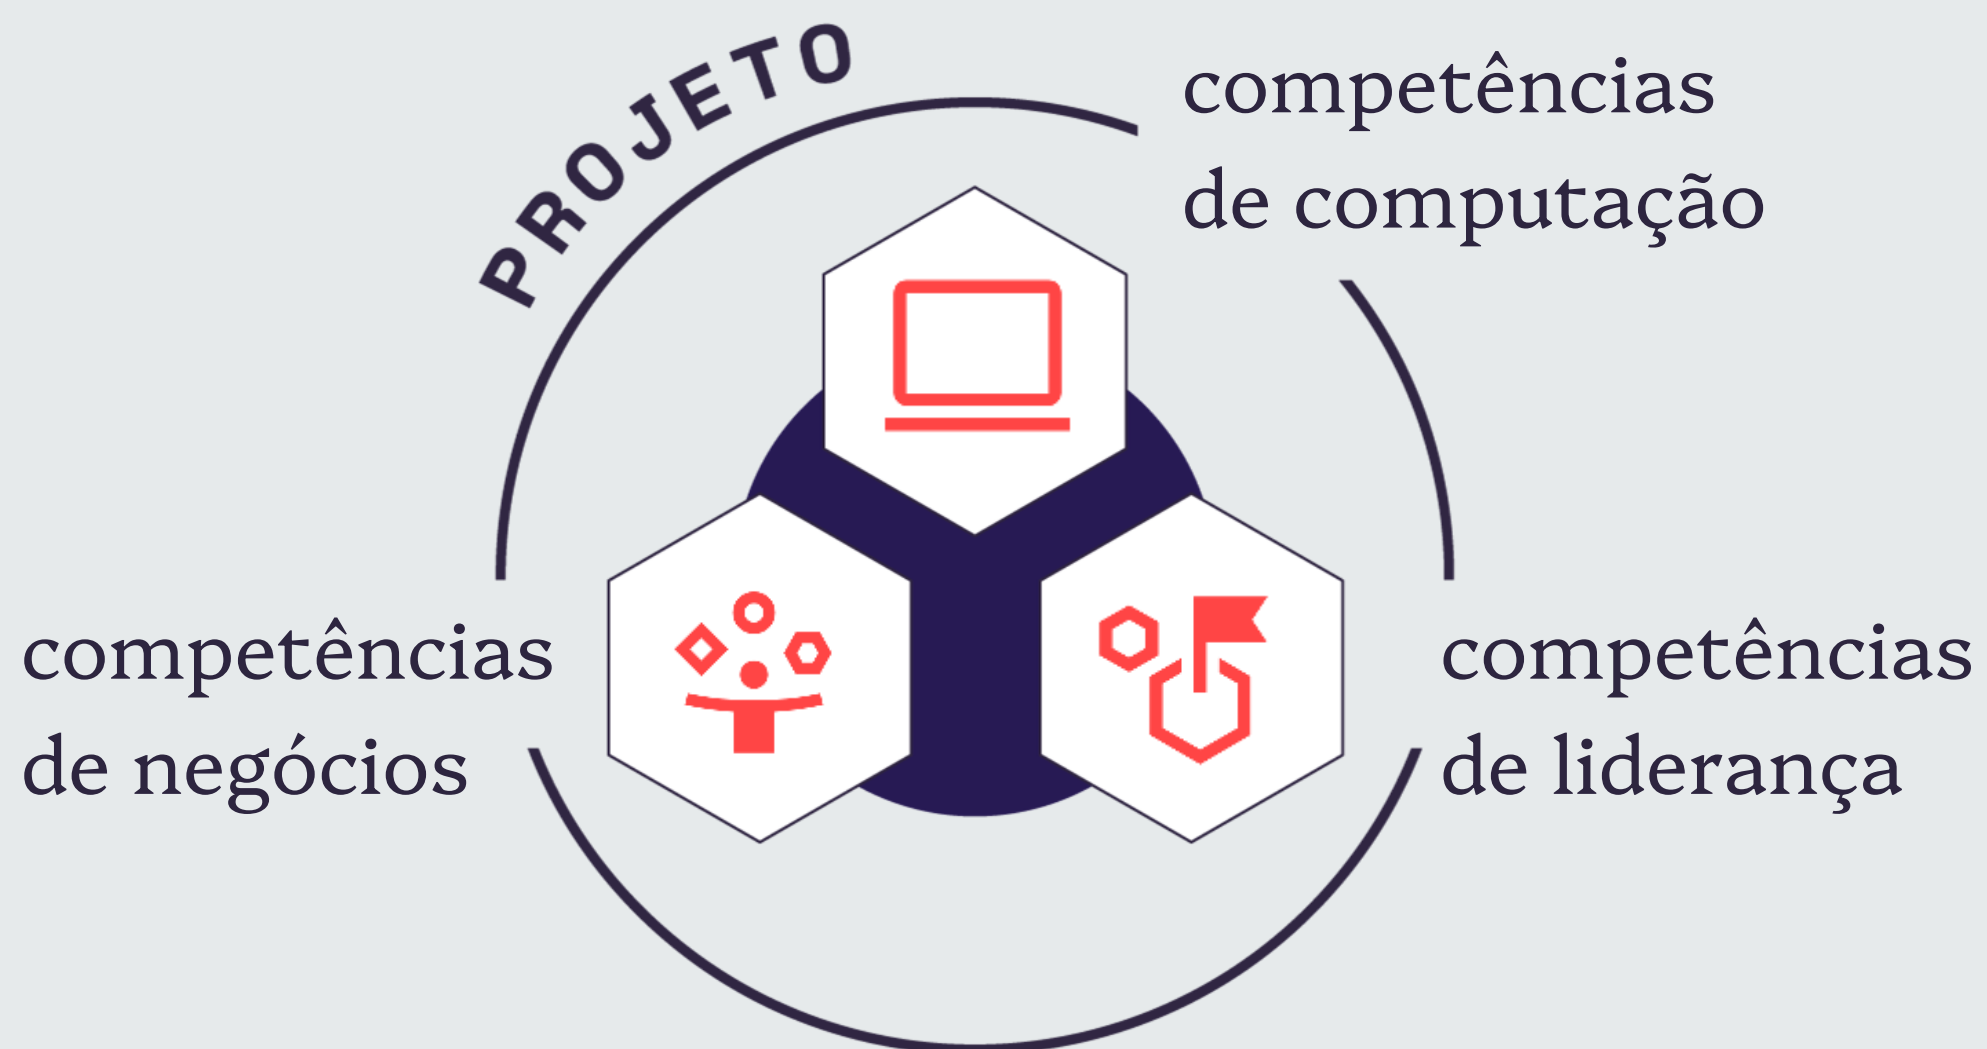 PROJETO
competências
de computação
competências
de negócios
competências
de liderança